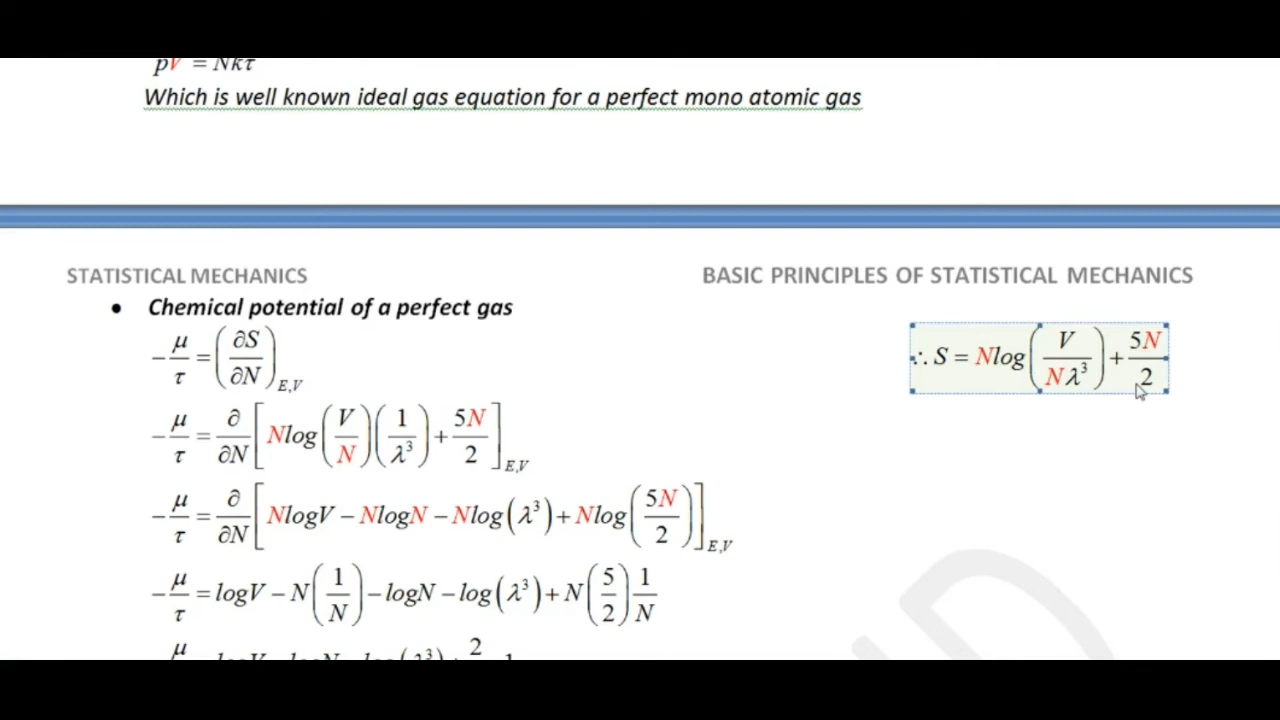 pV = Nkτ
Which is well known ideal gas equation for a perfect mono atomic gas
STATISTICAL MECHANICS BASIC PRINCIPLES OF STATISTICAL MECHANICS
• Chemical potential of a perfect gas
-μ/τ = (∂S/∂N)_{E,V}
∴ S = Nlog(V/Nλ³) + 5N/2
-μ/τ = ∂/∂N [Nlog(V/N)(1/λ³) + 5N/2]_{E,V}
-μ/τ = ∂/∂N [NlogV - NlogN - Nlog(λ³) + Nlog(5N/2)]_{E,V}
-μ/τ = logV - N(1/N) - logN - log(λ³) + N(5/2)1/N